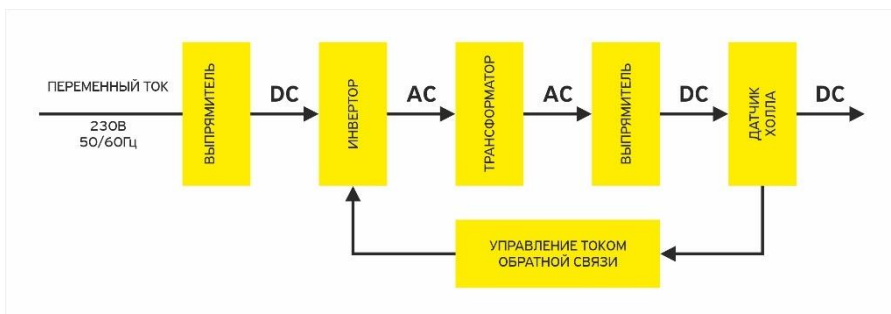 ПЕРЕМЕННЫЙ ТОК
230В
50/60Гц
ВЫПРЯМИТЕЛЬ
DC
ИНВЕРТОР
AC
ТРАНСФОРМАТОР
AC
ВЫПРЯМИТЕЛЬ
DC
ДАТЧИК
ХОЛЛА
DC
УПРАВЛЕНИЕ ТОКОМ
ОБРАТНОЙ СВЯЗИ